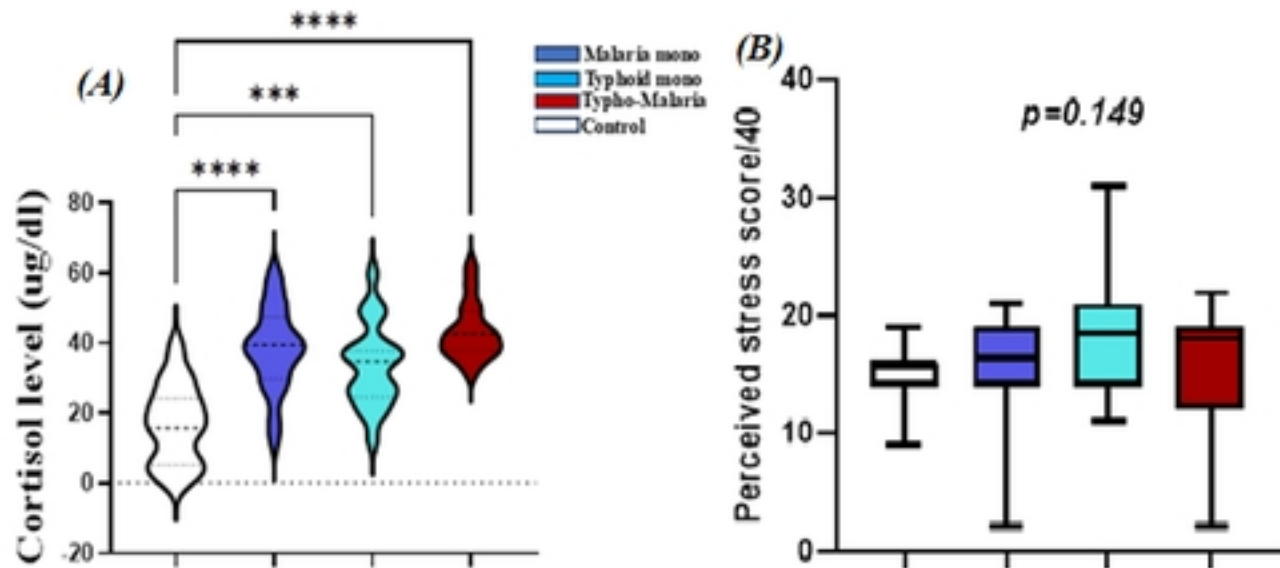 ****
(A)
***
****
Cortisol level (ug/dl)
80
60
40
20
0
-20
Malaria mono
Typhoid mono
Typho-Malaria
Control
(B)
p=0.149
Perceived stress score/40
40
30
20
10
0